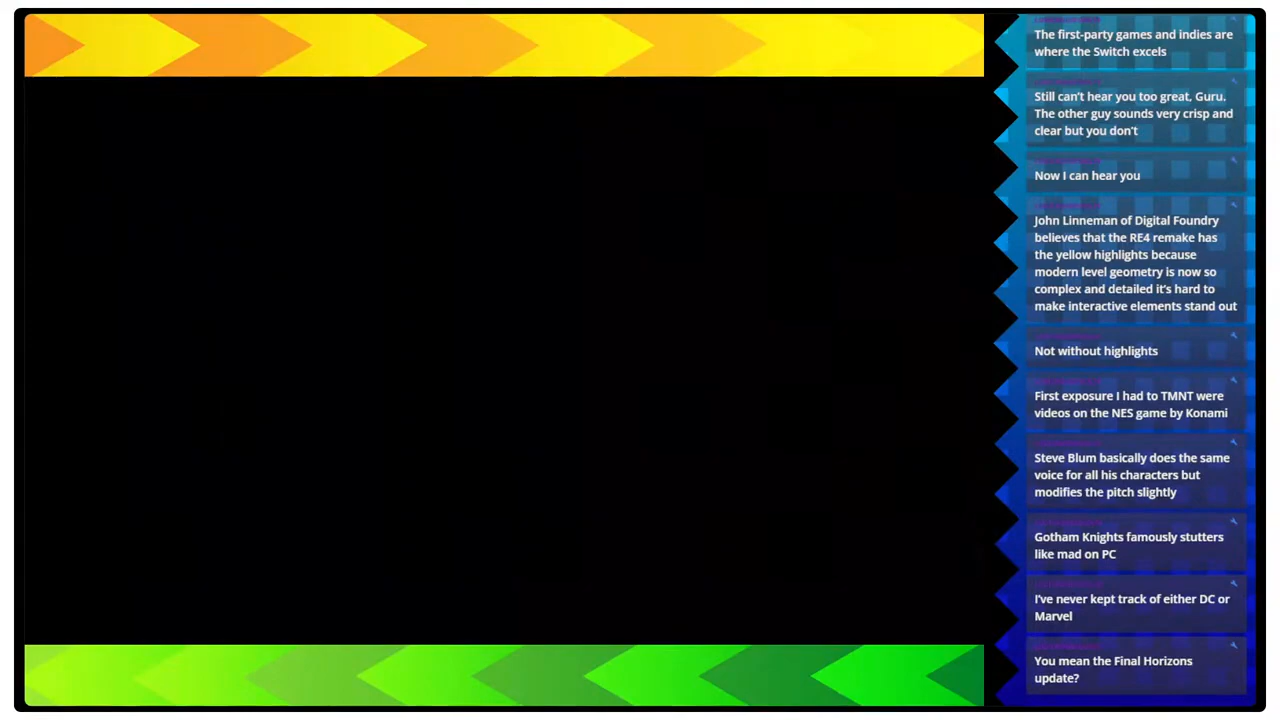 The first-party games and indies are
where the Switch excels
Still can't hear you too great, Guru.
The other guy sounds very crisp and
clear but you don't
Now I can hear you
John Linneman of Digital Foundry
believes that the RE4 remake has
the yellow highlights because
modern level geometry is now so
complex and detailed it's hard to
make interactive elements stand out
Not without highlights
First exposure I had to TMNT were
videos on the NES game by Konami
Steve Blum basically does the same
voice for all his characters but
modifies the pitch slightly
Gotham Knights famously stutters
like mad on PC
I've never kept track of either DC or
Marvel
You mean the Final Horizons
update?